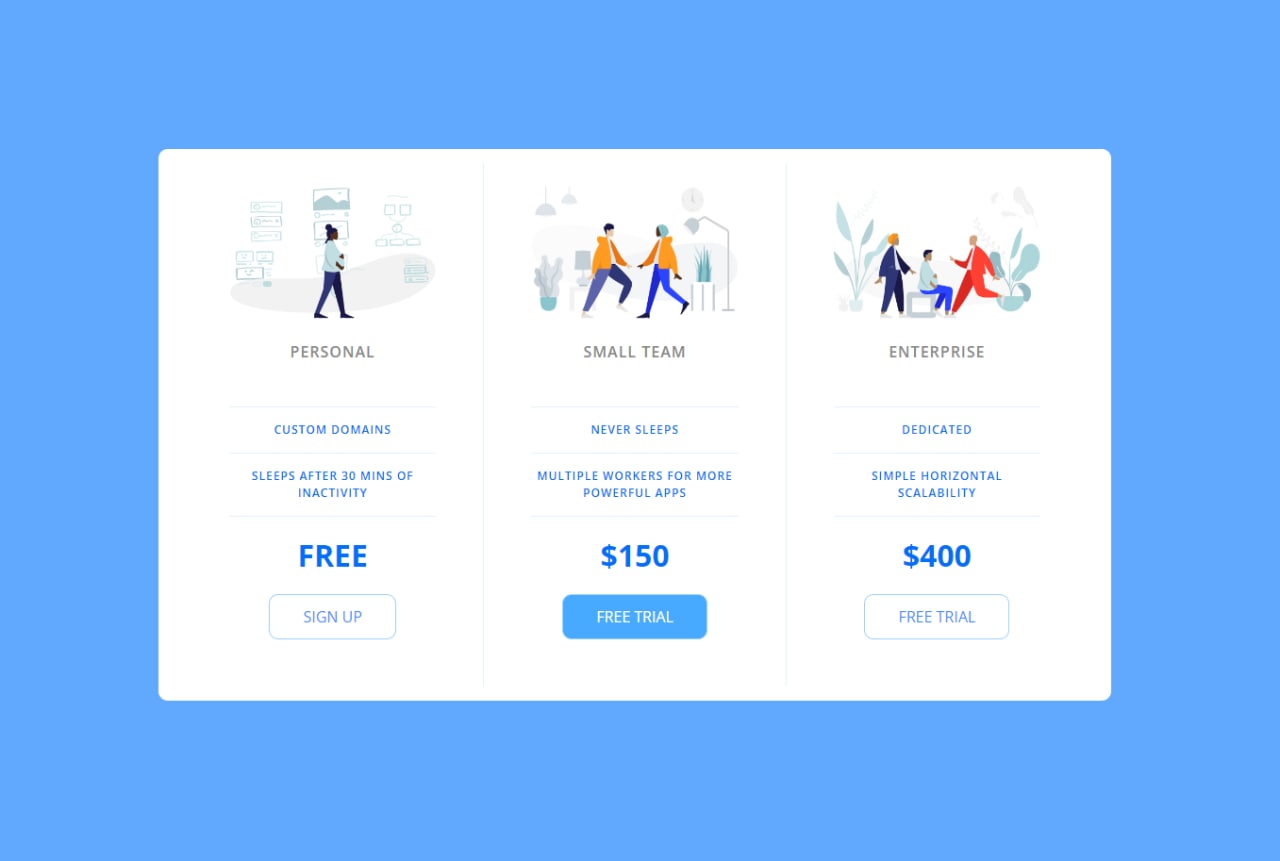 PERSONAL
CUSTOM DOMAINS
SLEEPS AFTER 30 MINS OF
INACTIVITY
FREE
SIGN UP
SMALL TEAM
NEVER SLEEPS
MULTIPLE WORKERS FOR MORE
POWERFUL APPS
$150
FREE TRIAL
ENTERPRISE
DEDICATED
SIMPLE HORIZONTAL
SCALABILITY
$400
FREE TRIAL